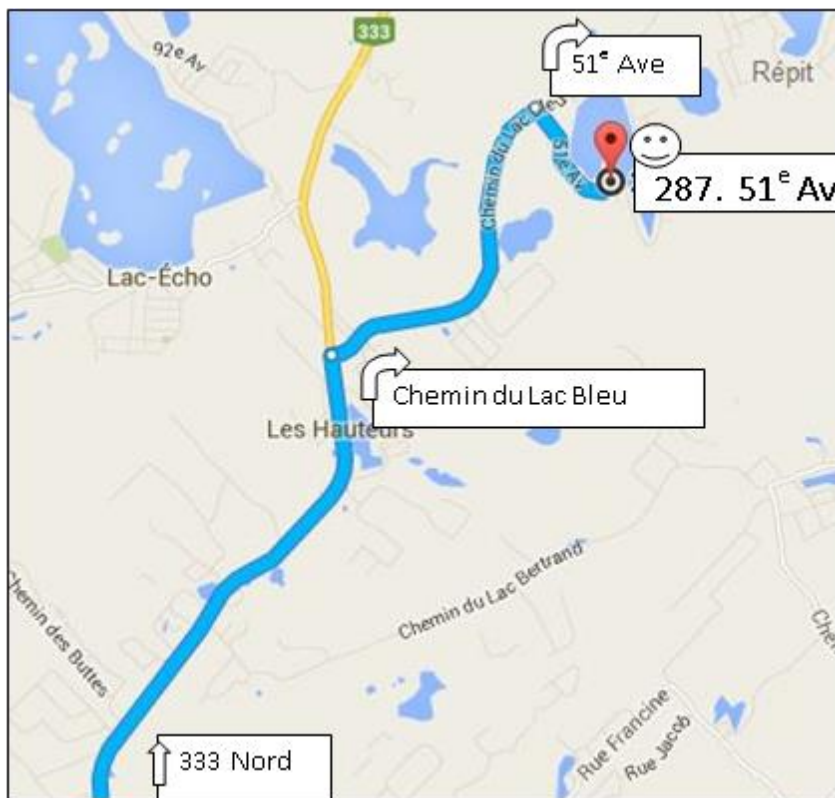 333
92e Av
51e Ave
Répit
Chemin du Lac Bleu
51e Av
287. 51e Av
Lac-Écho
Chemin du Lac Bleu
Les Hauteurs
Chemin du Lac Bertrand
Chemin des Buttes
Rue Francine
Rue Jacob
333 Nord